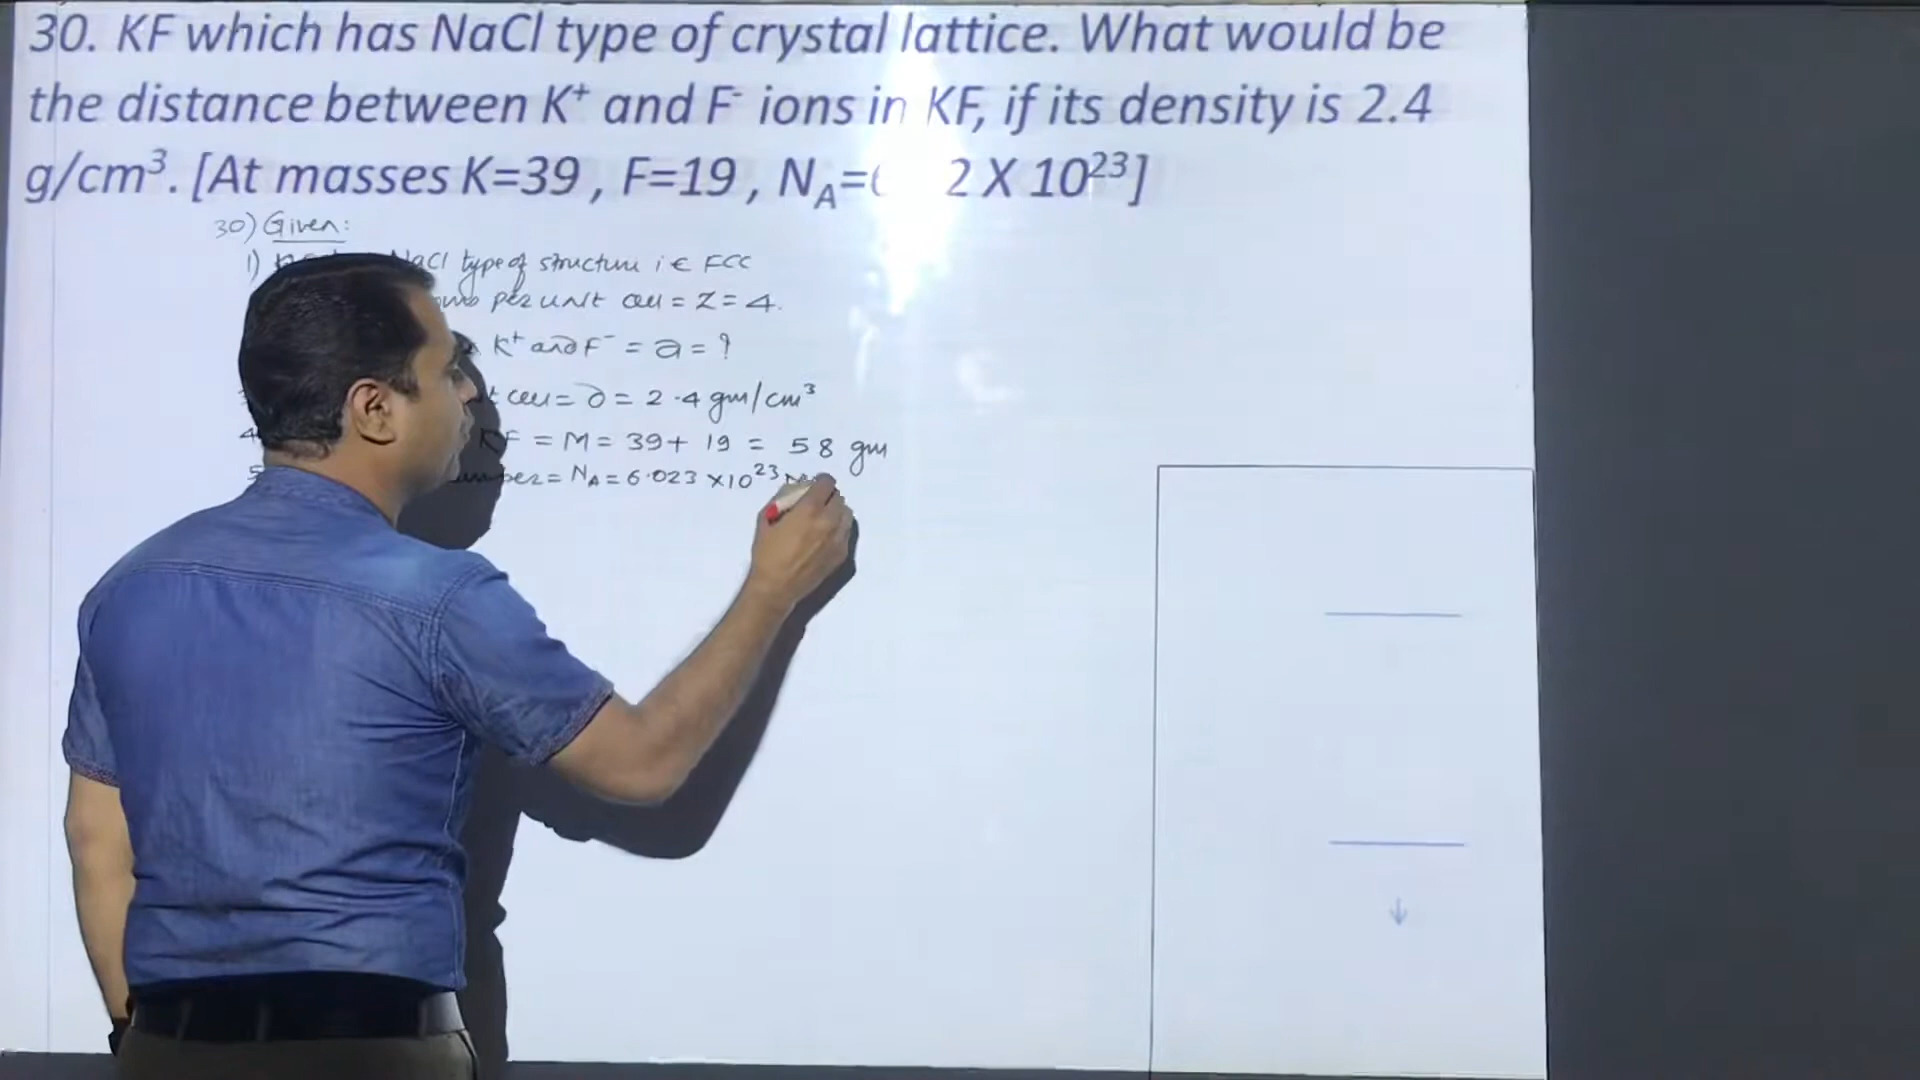 30. KF which has NaCl type of crystal lattice. What would be
the distance between K⁺ and F⁻ ions in KF, if its density is 2.4
g/cm³. [At masses K=39 , F=19 , N_A= 2 X 10²³]
30) Given:
1) NaCl type of structure i E FCC
per unit cell = Z = 4.
K⁺ and F⁻ = a = ?
cell = d = 2.4 gm/cm³
KF = M = 39+ 19 = 58 gm
= N_A = 6.023 ×10²³